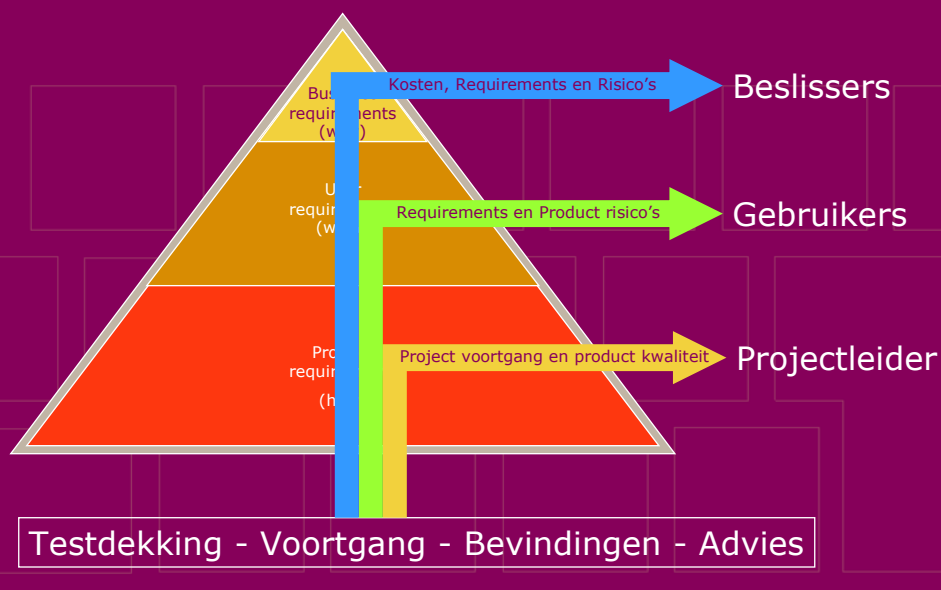 Kosten, Requirements en Risico's
Beslissers
requirements
Requirements en Product risico's
Gebruikers
Project voortgang en product kwaliteit
Projectleider
Testdekking - Voortgang - Bevindingen - Advies